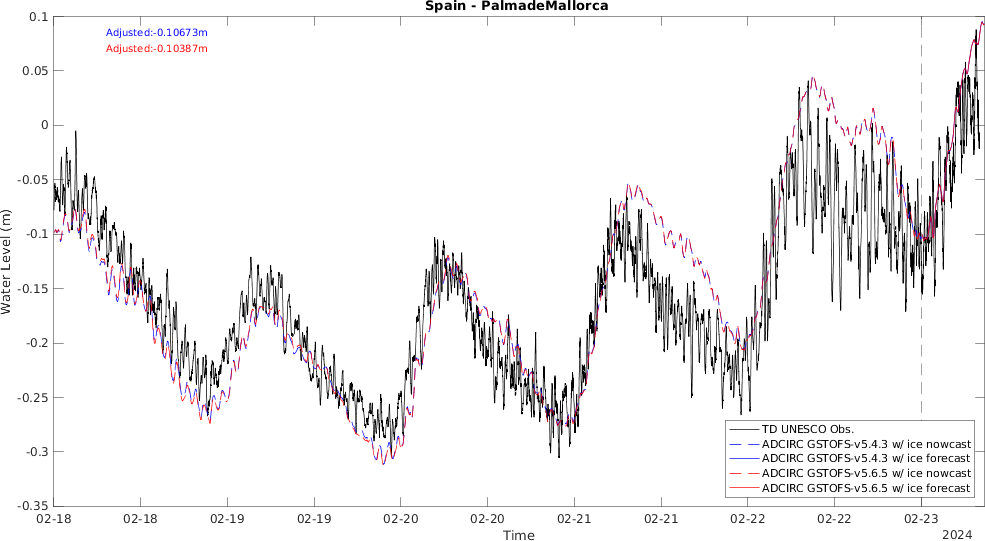 Spain - PalmadeMallorca
Adjusted:-0.10673m
Adjusted:-0.10387m
0.1
0.05
0
-0.05
-0.1
-0.15
-0.2
-0.25
-0.3
-0.35
Water Level (m)
TD UNESCO Obs.
ADCIRC GSTOFS-v5.4.3 w/ ice nowcast
ADCIRC GSTOFS-v5.4.3 w/ ice forecast
ADCIRC GSTOFS-v5.6.5 w/ ice nowcast
ADCIRC GSTOFS-v5.6.5 w/ ice forecast
02-18 02-18 02-19 02-19 02-20 02-20 02-21 02-21 02-22 02-22 02-23
Time
2024